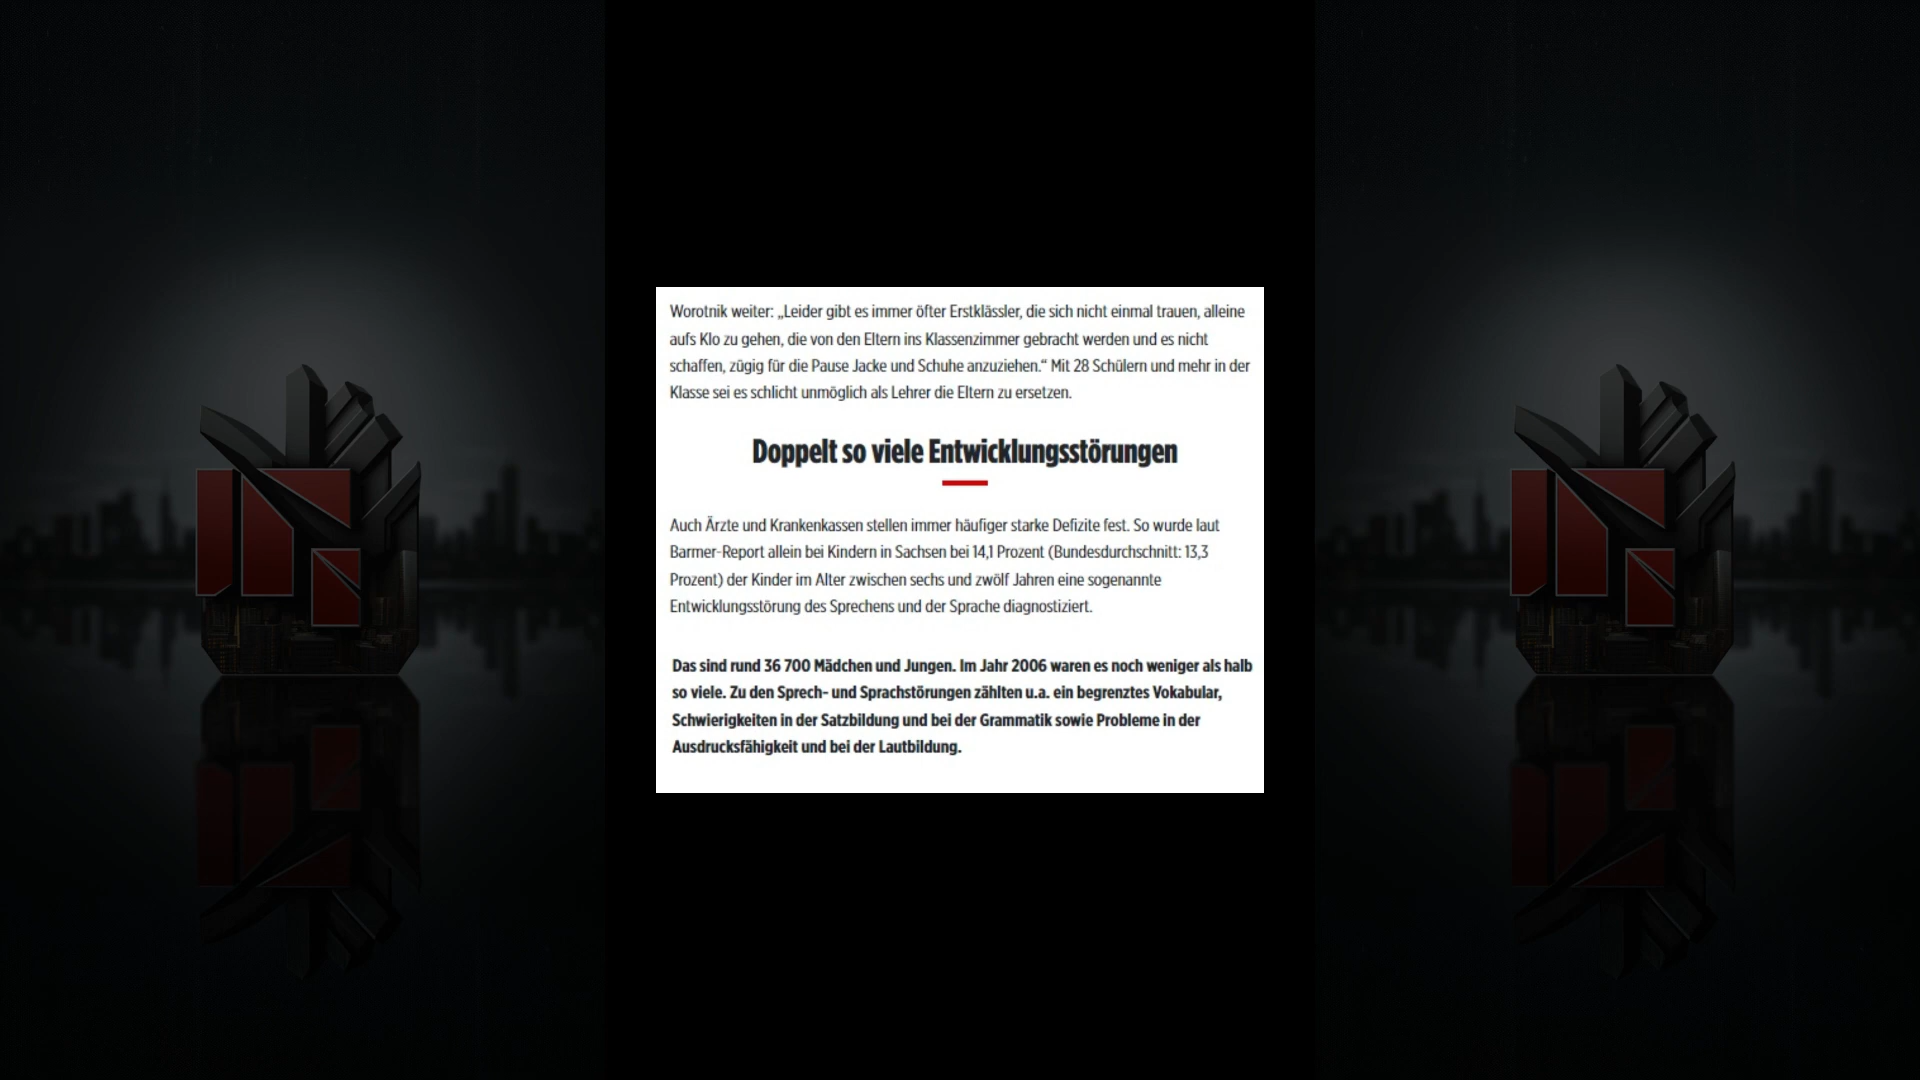 Worotnik weiter: „Leider gibt es immer öfter Erstklässler, die sich nicht einmal trauen, alleine
aufs Klo zu gehen, die von den Eltern ins Klassenzimmer gebracht werden und es nicht
schaffen, zügig für die Pause Jacke und Schuhe anzuziehen.“ Mit 28 Schülern und mehr in der
Klasse sei es schlicht unmöglich als Lehrer die Eltern zu ersetzen.
Doppelt so viele Entwicklungsstörungen
Auch Ärzte und Krankenkassen stellen immer häufiger starke Defizite fest. So wurde laut
Barmer-Report allein bei Kindern in Sachsen bei 14,1 Prozent (Bundesdurchschnitt: 13,3
Prozent) der Kinder im Alter zwischen sechs und zwölf Jahren eine sogenannte
Entwicklungsstörung des Sprechens und der Sprache diagnostiziert.
Das sind rund 36 700 Mädchen und Jungen. Im Jahr 2006 waren es noch weniger als halb
so viele. Zu den Sprech- und Sprachstörungen zählten u.a. ein begrenztes Vokabular,
Schwierigkeiten in der Satzbildung und bei der Grammatik sowie Probleme in der
Ausdrucksfähigkeit und bei der Lautbildung.